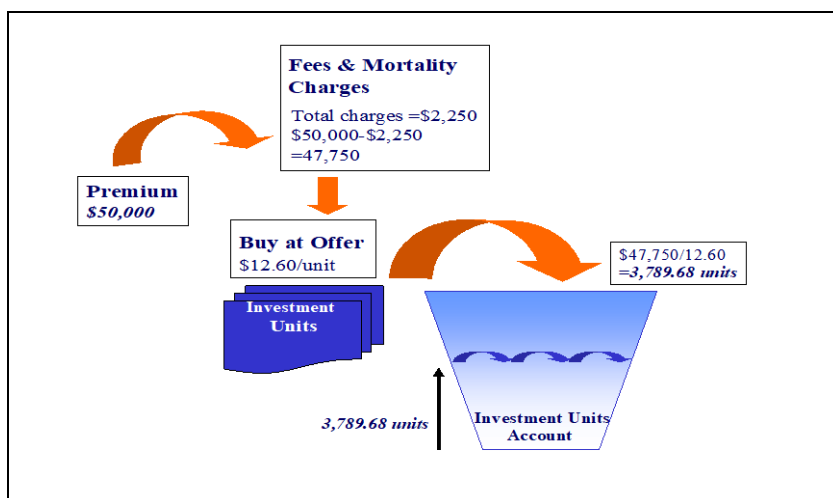 Fees & Mortality
Charges
Total charges =$2,250
$50,000-$2,250
=47,750
Premium
$50,000
Buy at Offer
$12.60/unit
$47,750/12.60
=3,789.68 units
Investment
Units
3,789.68 units
Investment Units
Account